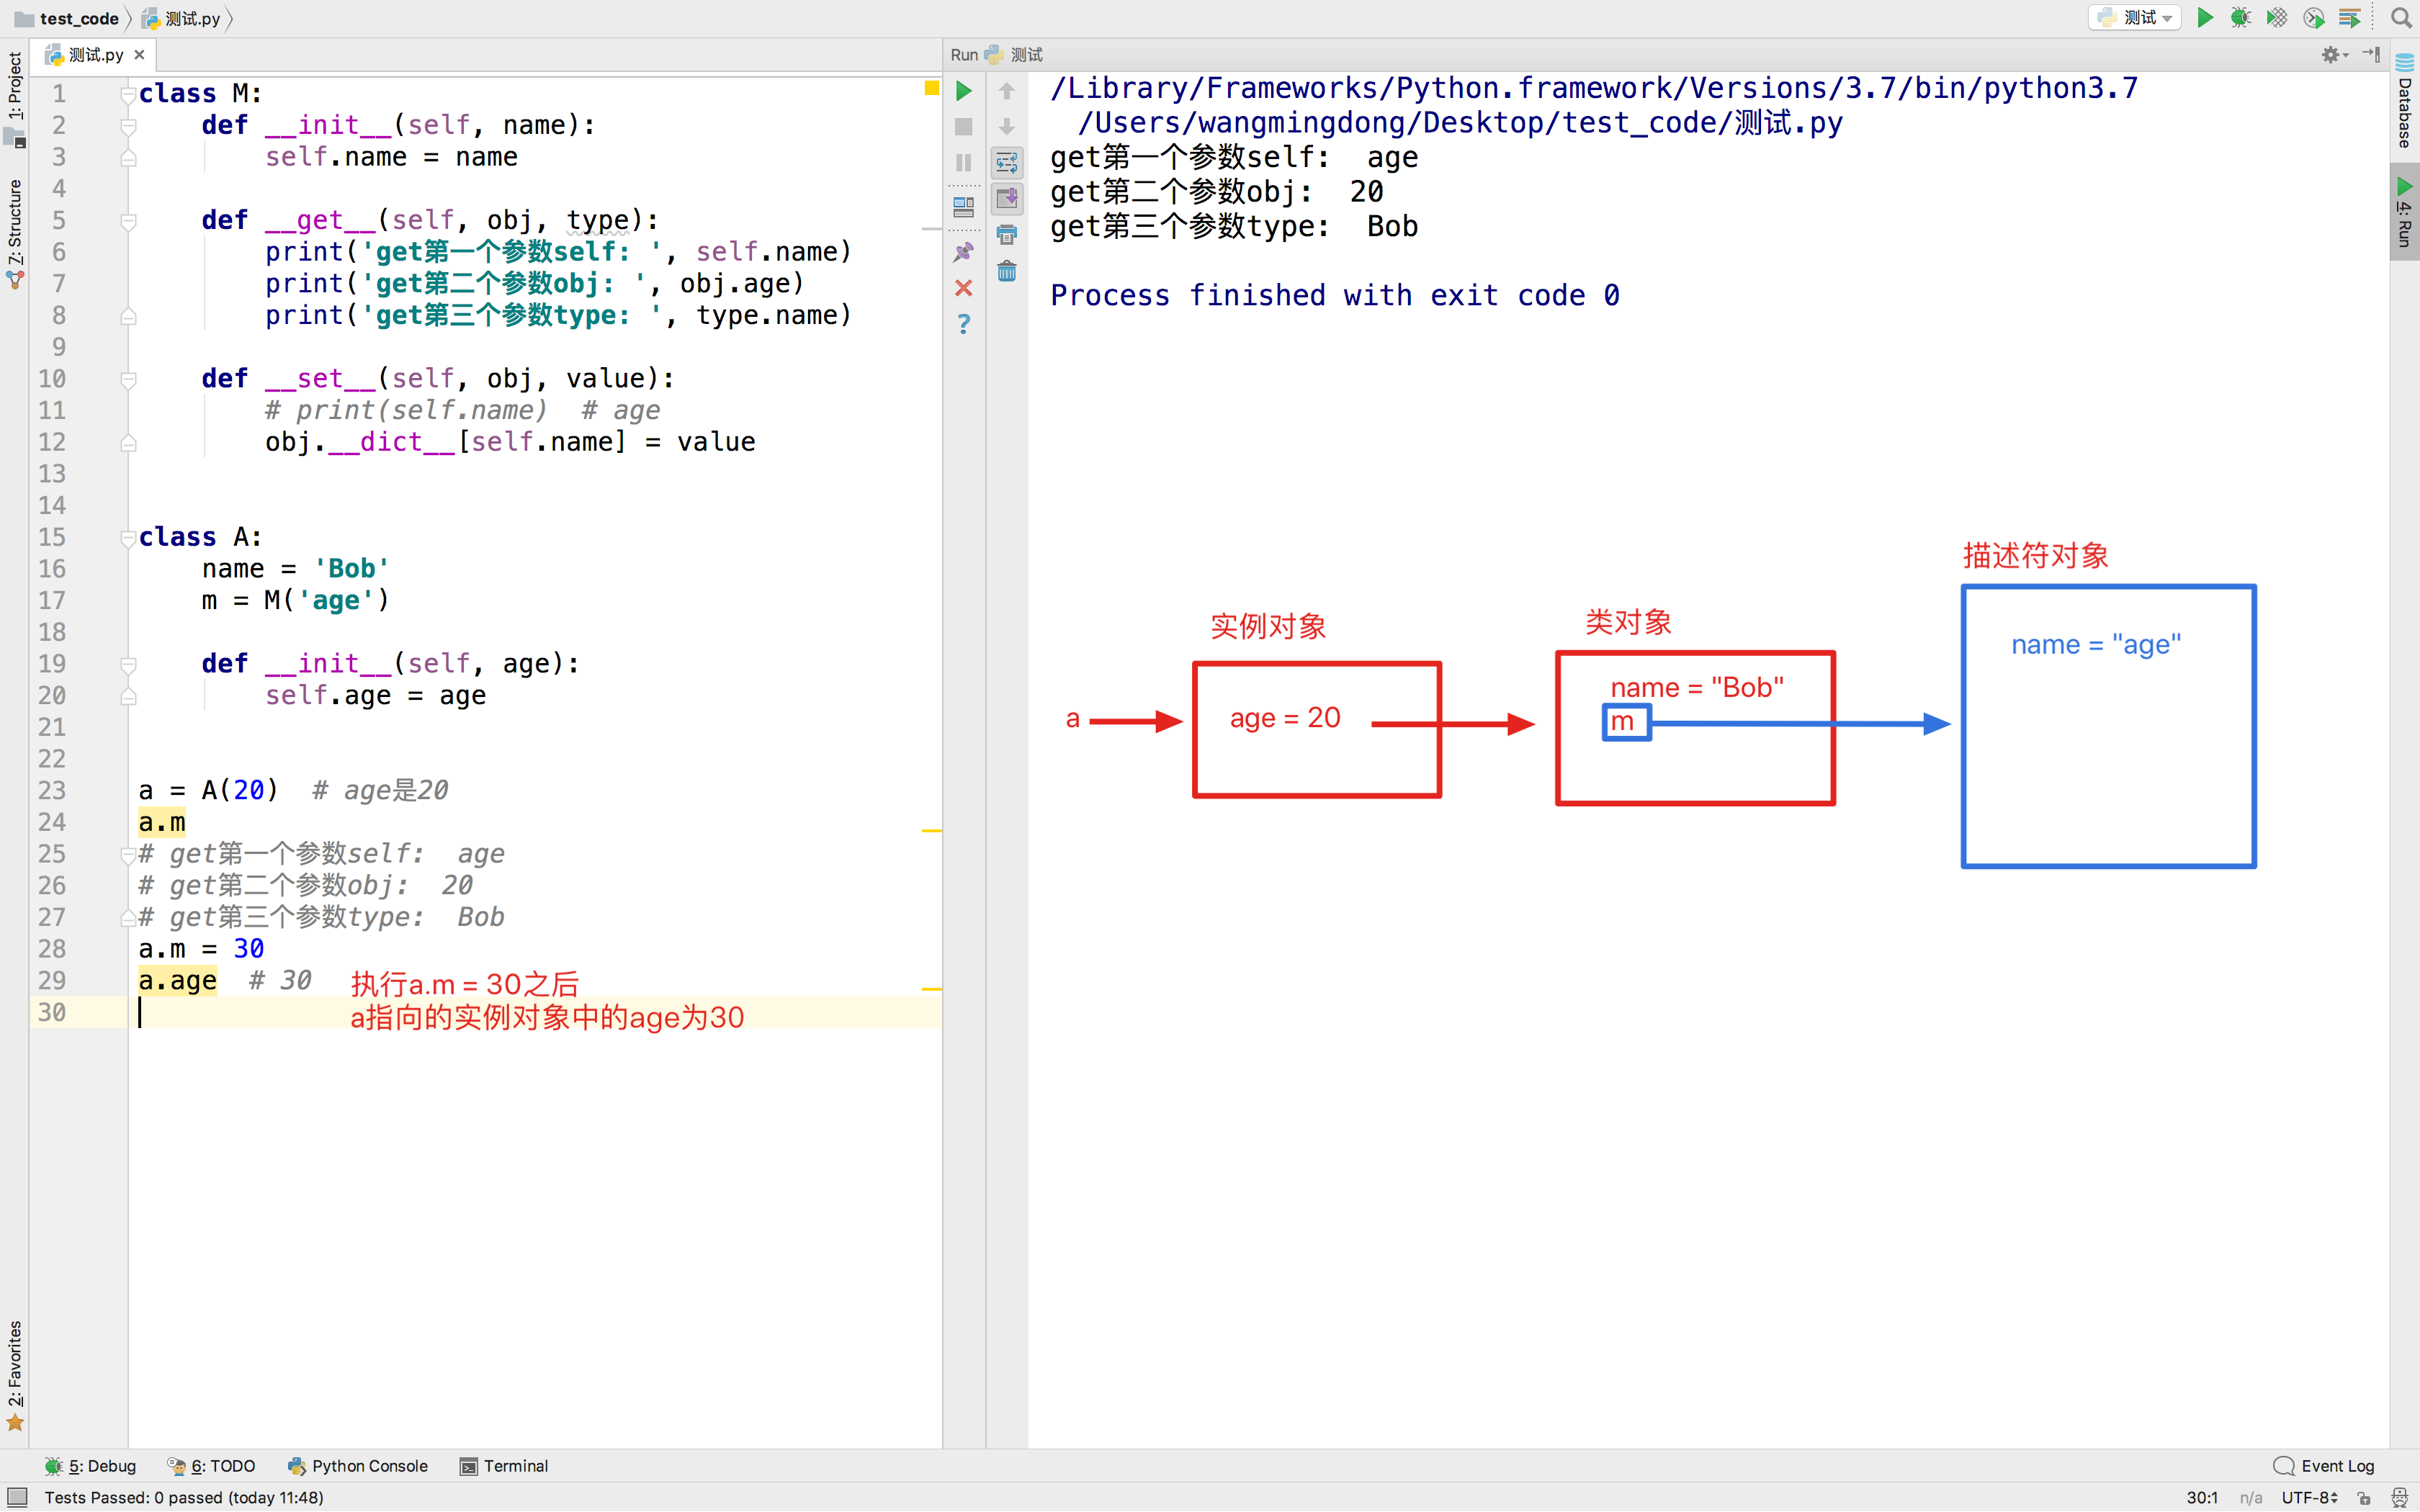 test_code
测试.py
测试
测试.py
Run 测试
1: Project
7: Structure
2: Favorites
1 class M:
2     def __init__(self, name):
3         self.name = name
4
5     def __get__(self, obj, type):
6         print('get第一个参数self: ', self.name)
7         print('get第二个参数obj: ', obj.age)
8         print('get第三个参数type: ', type.name)
9
10     def __set__(self, obj, value):
11         # print(self.name)  # age
12         obj.__dict__[self.name] = value
13
14
15 class A:
16     name = 'Bob'
17     m = M('age')
18
19     def __init__(self, age):
20         self.age = age
21
22
23 a = A(20)  # age是20
24 a.m
25 # get第一个参数self:  age
26 # get第二个参数obj:  20
27 # get第三个参数type:  Bob
28 a.m = 30
29 a.age  # 30
30
执行a.m = 30之后
a指向的实例对象中的age为30
/Library/Frameworks/Python.framework/Versions/3.7/bin/python3.7
/Users/wangmingdong/Desktop/test_code/测试.py
get第一个参数self:  age
get第二个参数obj:  20
get第三个参数type:  Bob
Process finished with exit code 0
?
实例对象
类对象
描述符对象
a
age = 20
name = "Bob"
m
name = "age"
Database
4: Run
5: Debug
6: TODO
Python Console
Terminal
Event Log
Tests Passed: 0 passed (today 11:48)
30:1
n/a
UTF-8